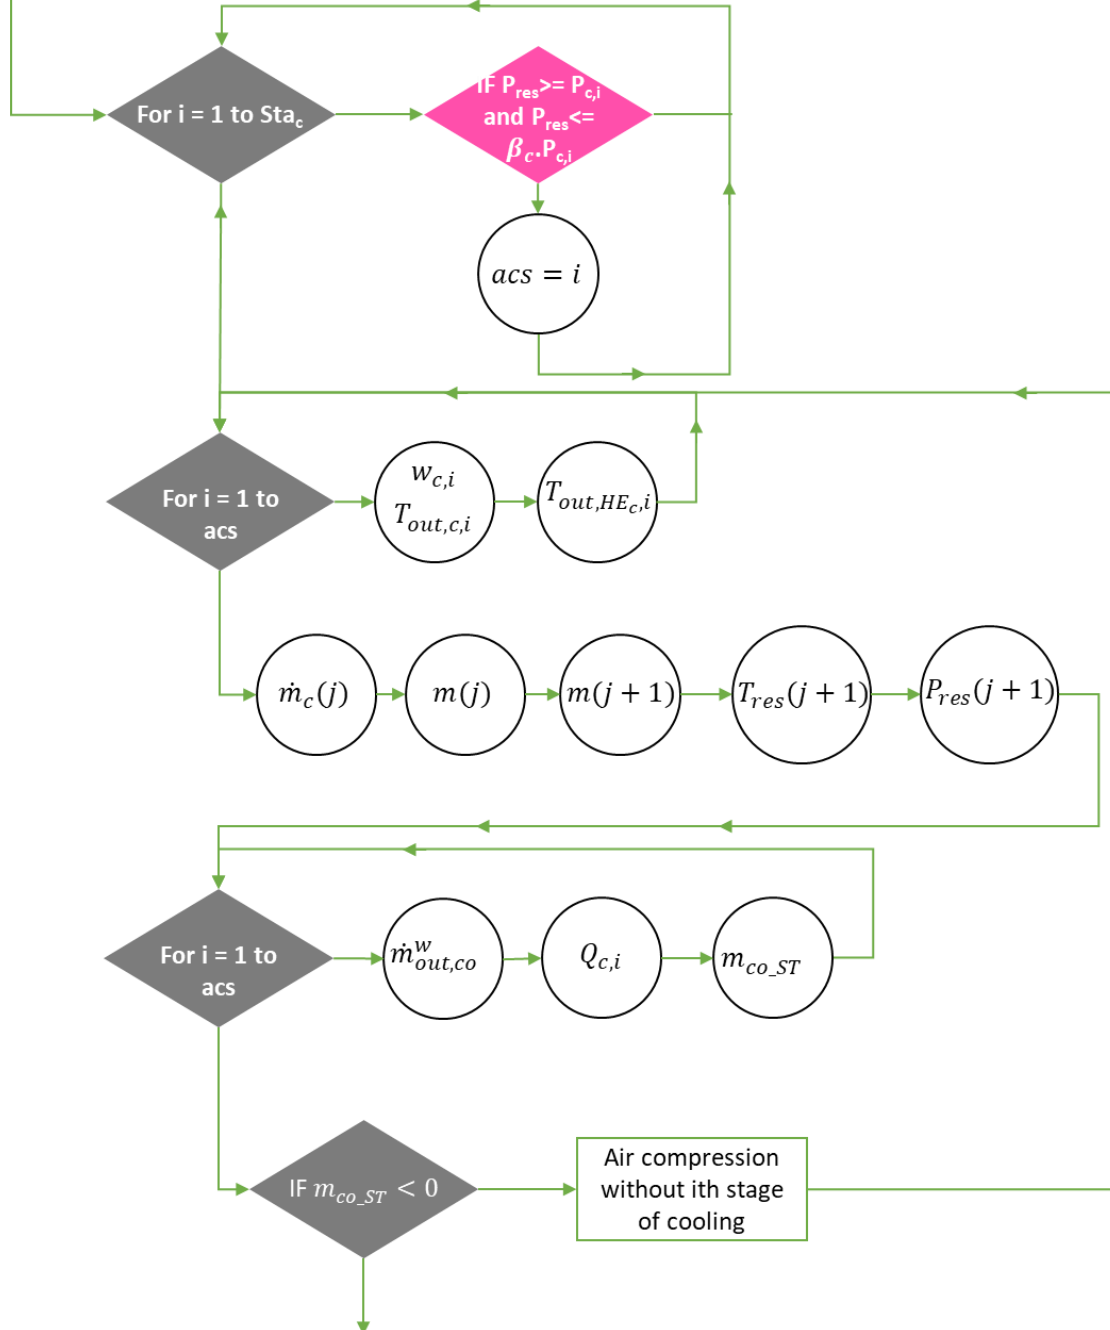 For i = 1 to Sta_c
IF P_res>= P_c,i
and P_res<=
β_c.P_c,i
acs = i
For i = 1 to
acs
w_c,i
T_out,c,i
T_out,HE_c,i
ṁ_c(j)
m(j)
m(j + 1)
T_res(j + 1)
P_res(j + 1)
For i = 1 to
acs
ṁ^w_out,co
Q_c,i
m_co_ST
IF m_co_ST < 0
Air compression
without ith stage
of cooling